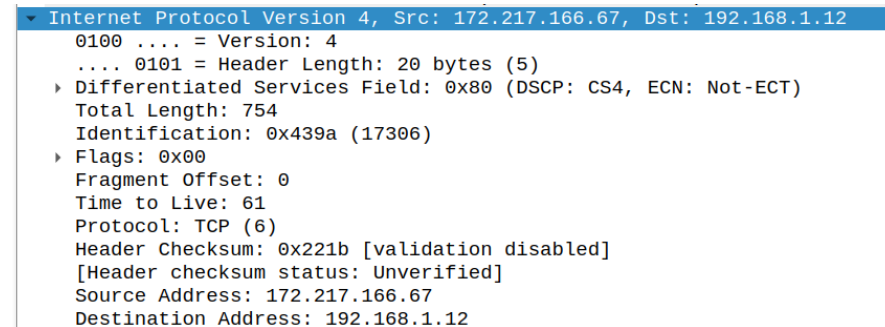 Internet Protocol Version 4, Src: 172.217.166.67, Dst: 192.168.1.12
0100 .... = Version: 4
.... 0101 = Header Length: 20 bytes (5)
Differentiated Services Field: 0x80 (DSCP: CS4, ECN: Not-ECT)
Total Length: 754
Identification: 0x439a (17306)
Flags: 0x00
Fragment Offset: 0
Time to Live: 61
Protocol: TCP (6)
Header Checksum: 0x221b [validation disabled]
[Header checksum status: Unverified]
Source Address: 172.217.166.67
Destination Address: 192.168.1.12